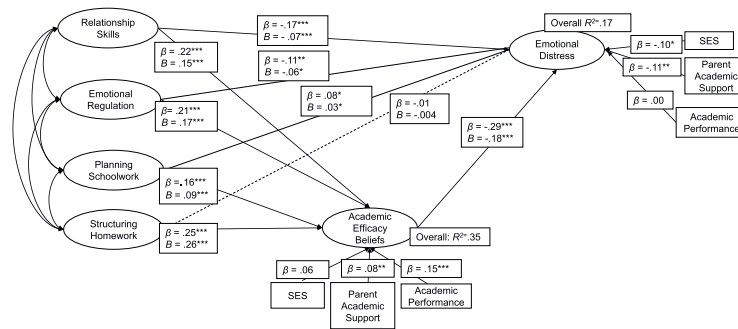 Relationship
Skills
Emotional
Regulation
Planning
Schoolwork
Structuring
Homework
β = .22***
B = .15***
β= .21***
B = .17***
β=.16***
B = .09***
β = .25***
B = .26***
β = -.17***
B = -.07***
β = -.11**
B = -.06*
β = .08*
B = .03*
β = -.01
B = -.004
β = -.29***
B = -.18***
Overall R²=.17
Emotional
Distress
β = -.10*
SES
β = -.11**
Parent
Academic
Support
β = .00
Academic
Performance
Academic
Efficacy
Beliefs
Overall: R²=.35
β = .06
β = .08**
β = .15***
SES
Parent
Academic
Support
Academic
Performance